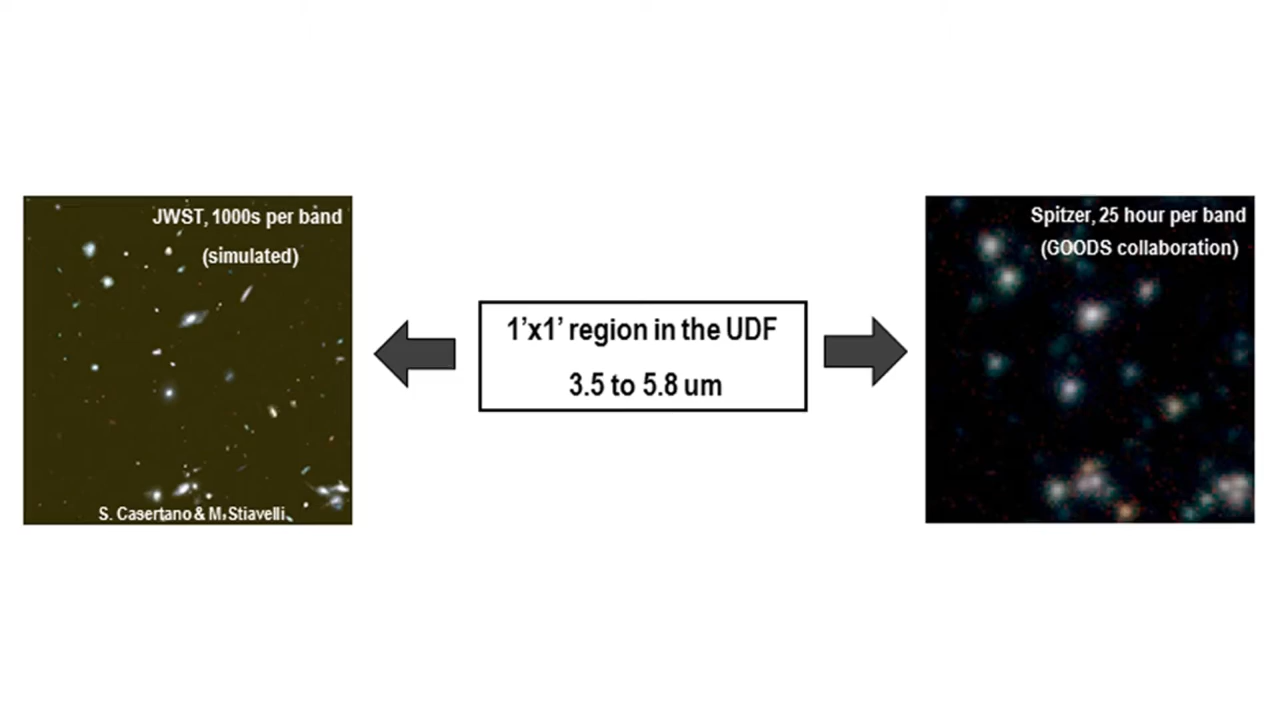 JWST, 1000s per band
(simulated)
S. Casertano & M. Stiavelli
1’x1’ region in the UDF
3.5 to 5.8 um
Spitzer, 25 hour per band
(GOODS collaboration)